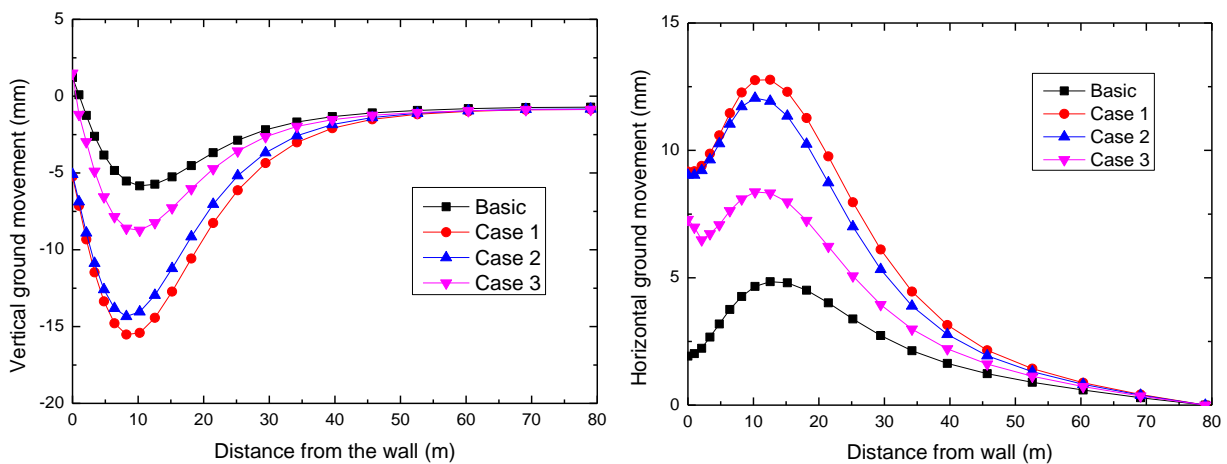 5
0
-5
-10
-15
-20
Vertical ground movement (mm)
0 10 20 30 40 50 60 70 80
Distance from the wall (m)
Basic
Case 1
Case 2
Case 3
15
10
5
0
Horizontal ground movement (mm)
0 10 20 30 40 50 60 70 80
Distance from wall (m)
Basic
Case 1
Case 2
Case 3